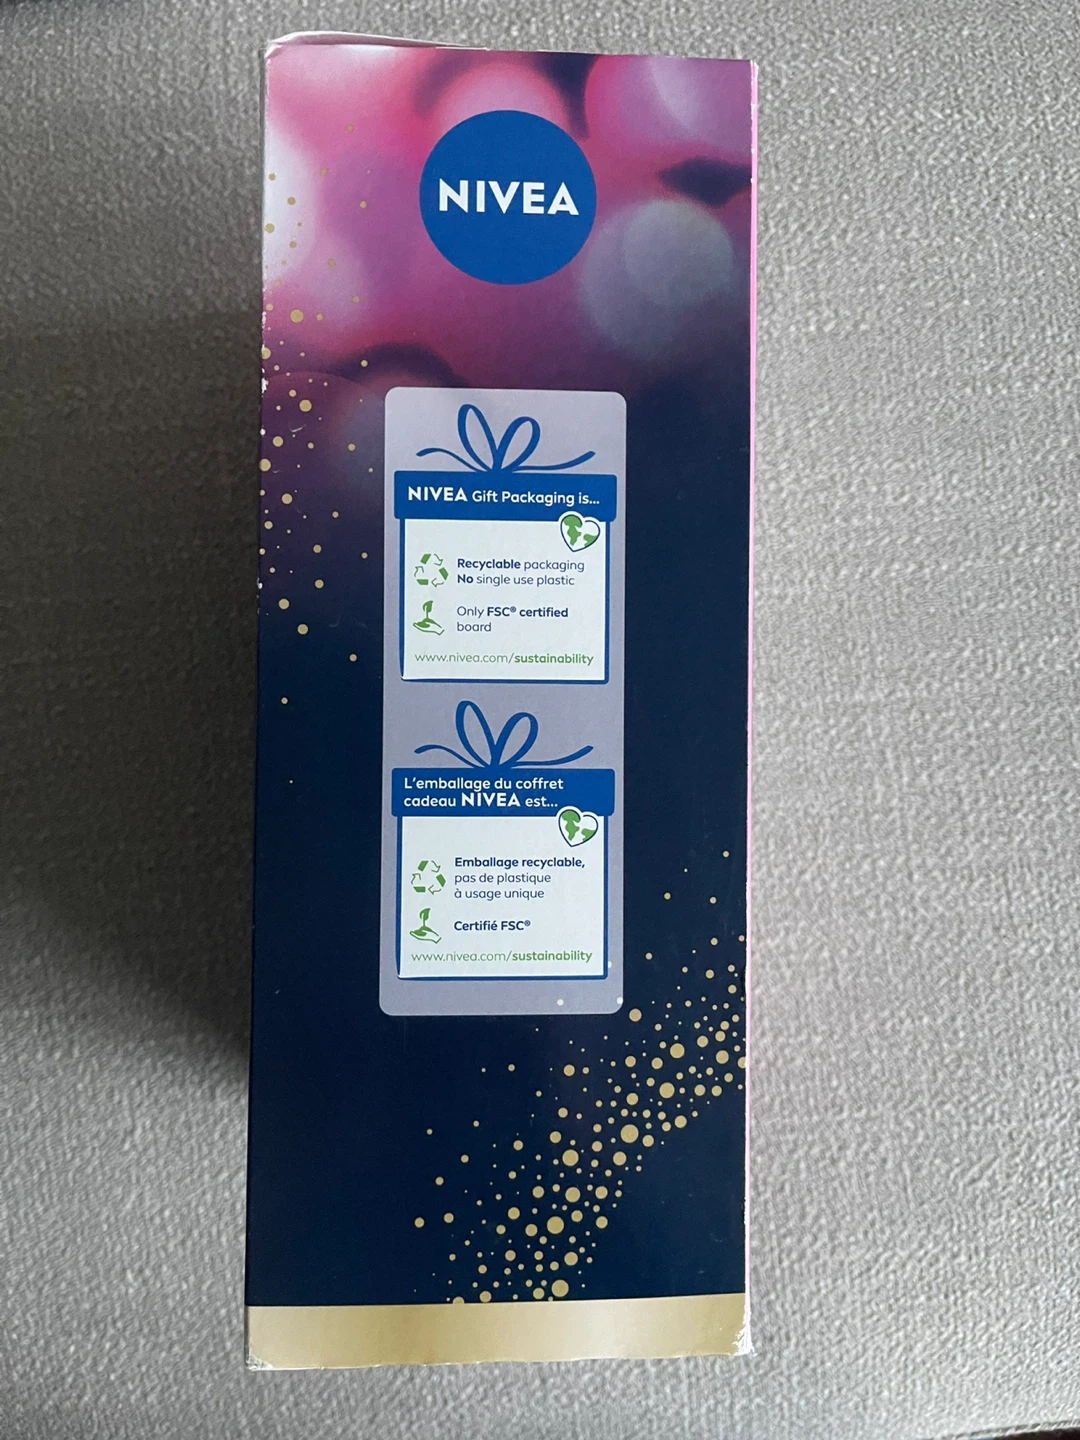 NIVEA
NIVEA Gift Packaging is...
Recyclable packaging
No single use plastic
Only FSC® certified
board
www.nivea.com/sustainability
L'emballage du coffret
cadeau NIVEA est...
Emballage recyclable,
pas de plastique
à usage unique
Certifié FSC®
www.nivea.com/sustainability